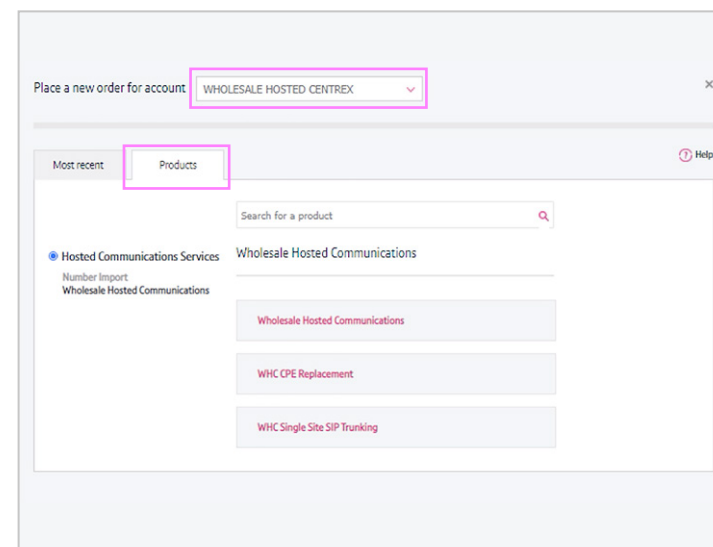 Place a new order for account WHOLESALE HOSTED CENTREX
Help
Most recent Products
Search for a product
Hosted Communications Services
Number Import
Wholesale Hosted Communications
Wholesale Hosted Communications
Wholesale Hosted Communications
WHC CPE Replacement
WHC Single Site SIP Trunking